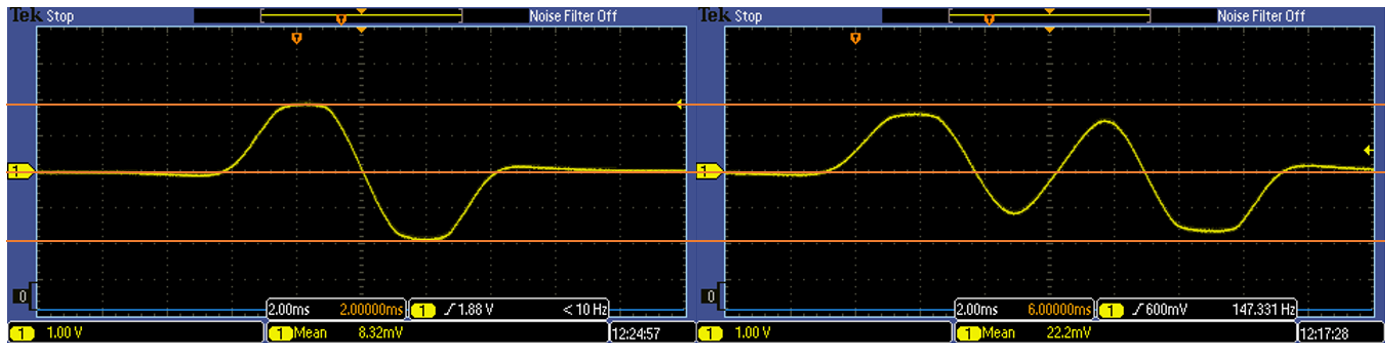 Tek Stop Noise Filter Off
T
T
1
0
2.00ms 2.00000ms 1 1.88 V < 10 Hz
1 1.00 V 1 Mean 8.32mV 12:24:57
Tek Stop Noise Filter Off
T
T
1
0
2.00ms 6.00000ms 1 600mV 147.331 Hz
1 1.00 V 1 Mean 22.2mV 12:17:28